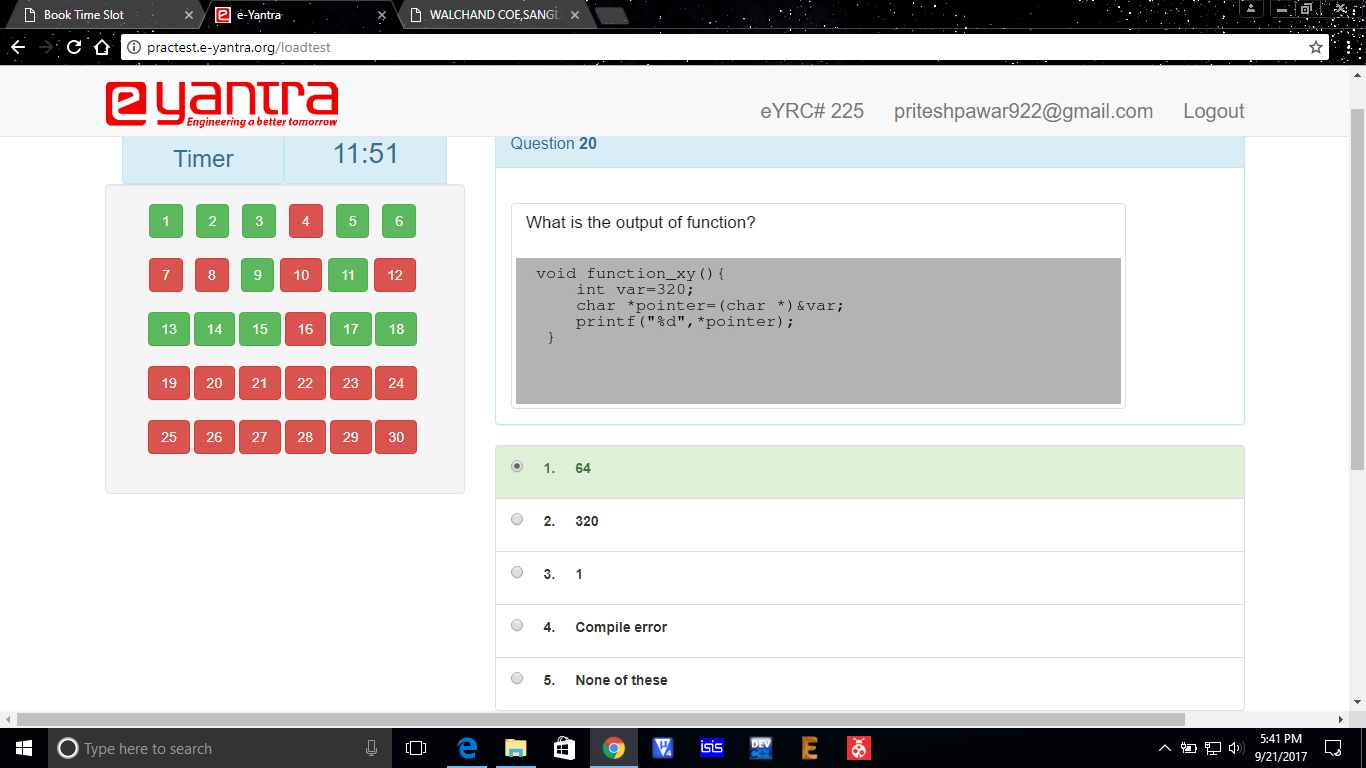 Book Time Slot
e-Yantra
WALCHAND COE,SANGL
practest.e-yantra.org/loadtest
e yantra
Engineering a better tomorrow
eYRC# 225 priteshpawar922@gmail.com Logout
Timer 11:51
1 2 3 4 5 6
7 8 9 10 11 12
13 14 15 16 17 18
19 20 21 22 23 24
25 26 27 28 29 30
Question 20
What is the output of function?
void function_xy(){
int var=320;
char *pointer=(char *)&var;
printf("%d",*pointer);
}
1. 64
2. 320
3. 1
4. Compile error
5. None of these
Type here to search
V4
isis
DEV
E
5:41 PM
9/21/2017